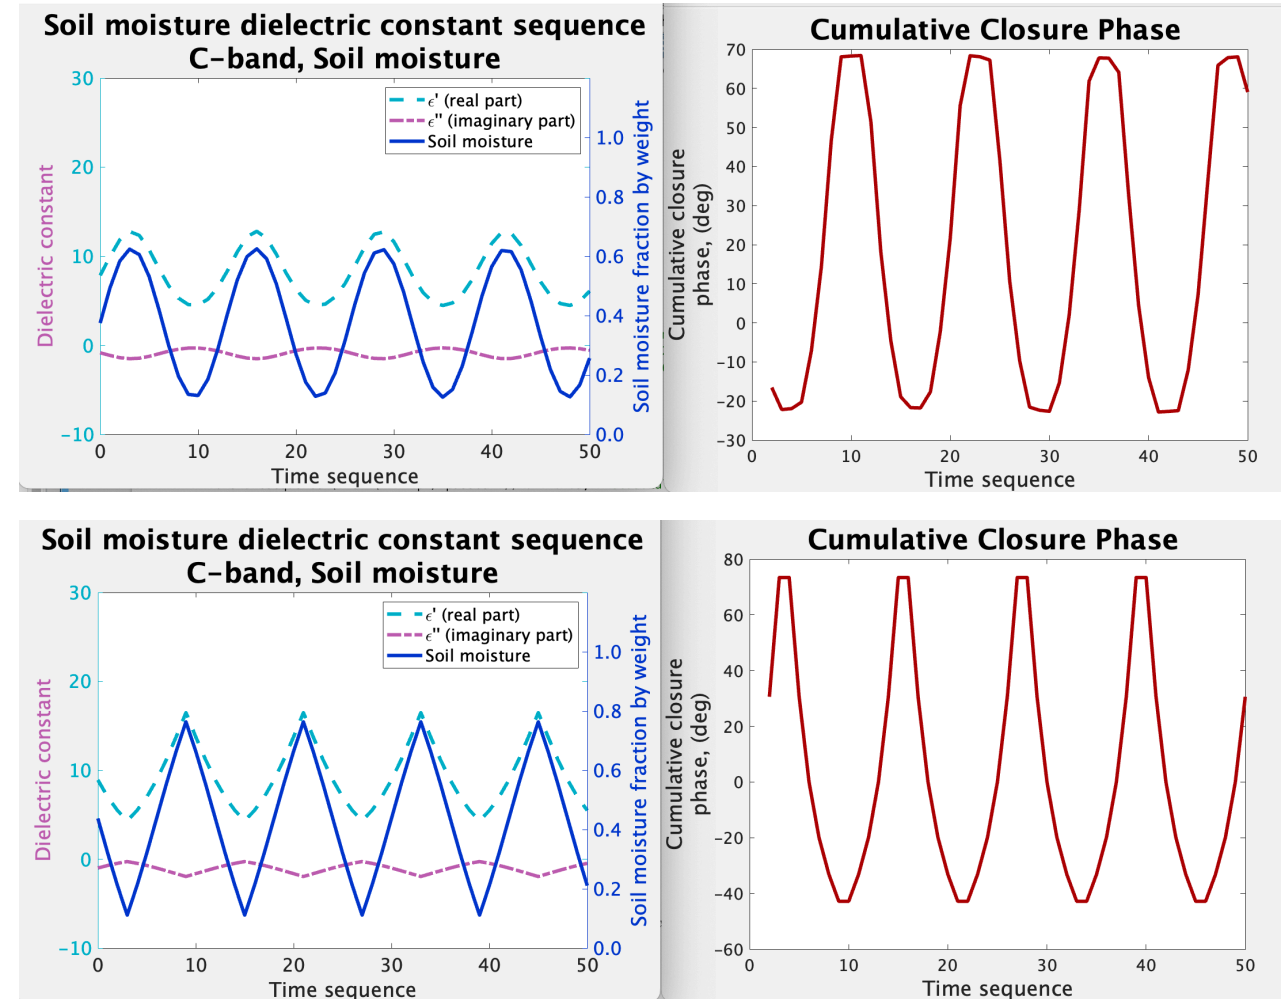 Soil moisture dielectric constant sequence
C-band, Soil moisture
30
20
10
0
-10
Dielectric constant
ϵ' (real part)
ϵ" (imaginary part)
Soil moisture
1.0
0.8
0.6
0.4
0.2
0.0
Soil moisture fraction by weight
0 10 20 30 40 50
Time sequence
Cumulative Closure Phase
70
60
50
40
30
20
10
0
-10
-20
-30
Cumulative closure
phase, (deg)
0 10 20 30 40 50
Time sequence
Soil moisture dielectric constant sequence
C-band, Soil moisture
30
20
10
0
-10
Dielectric constant
ϵ' (real part)
ϵ" (imaginary part)
Soil moisture
1.0
0.8
0.6
0.4
0.2
0.0
Soil moisture fraction by weight
0 10 20 30 40 50
Time sequence
Cumulative Closure Phase
80
60
40
20
0
-20
-40
-60
Cumulative closure
phase, (deg)
0 10 20 30 40 50
Time sequence